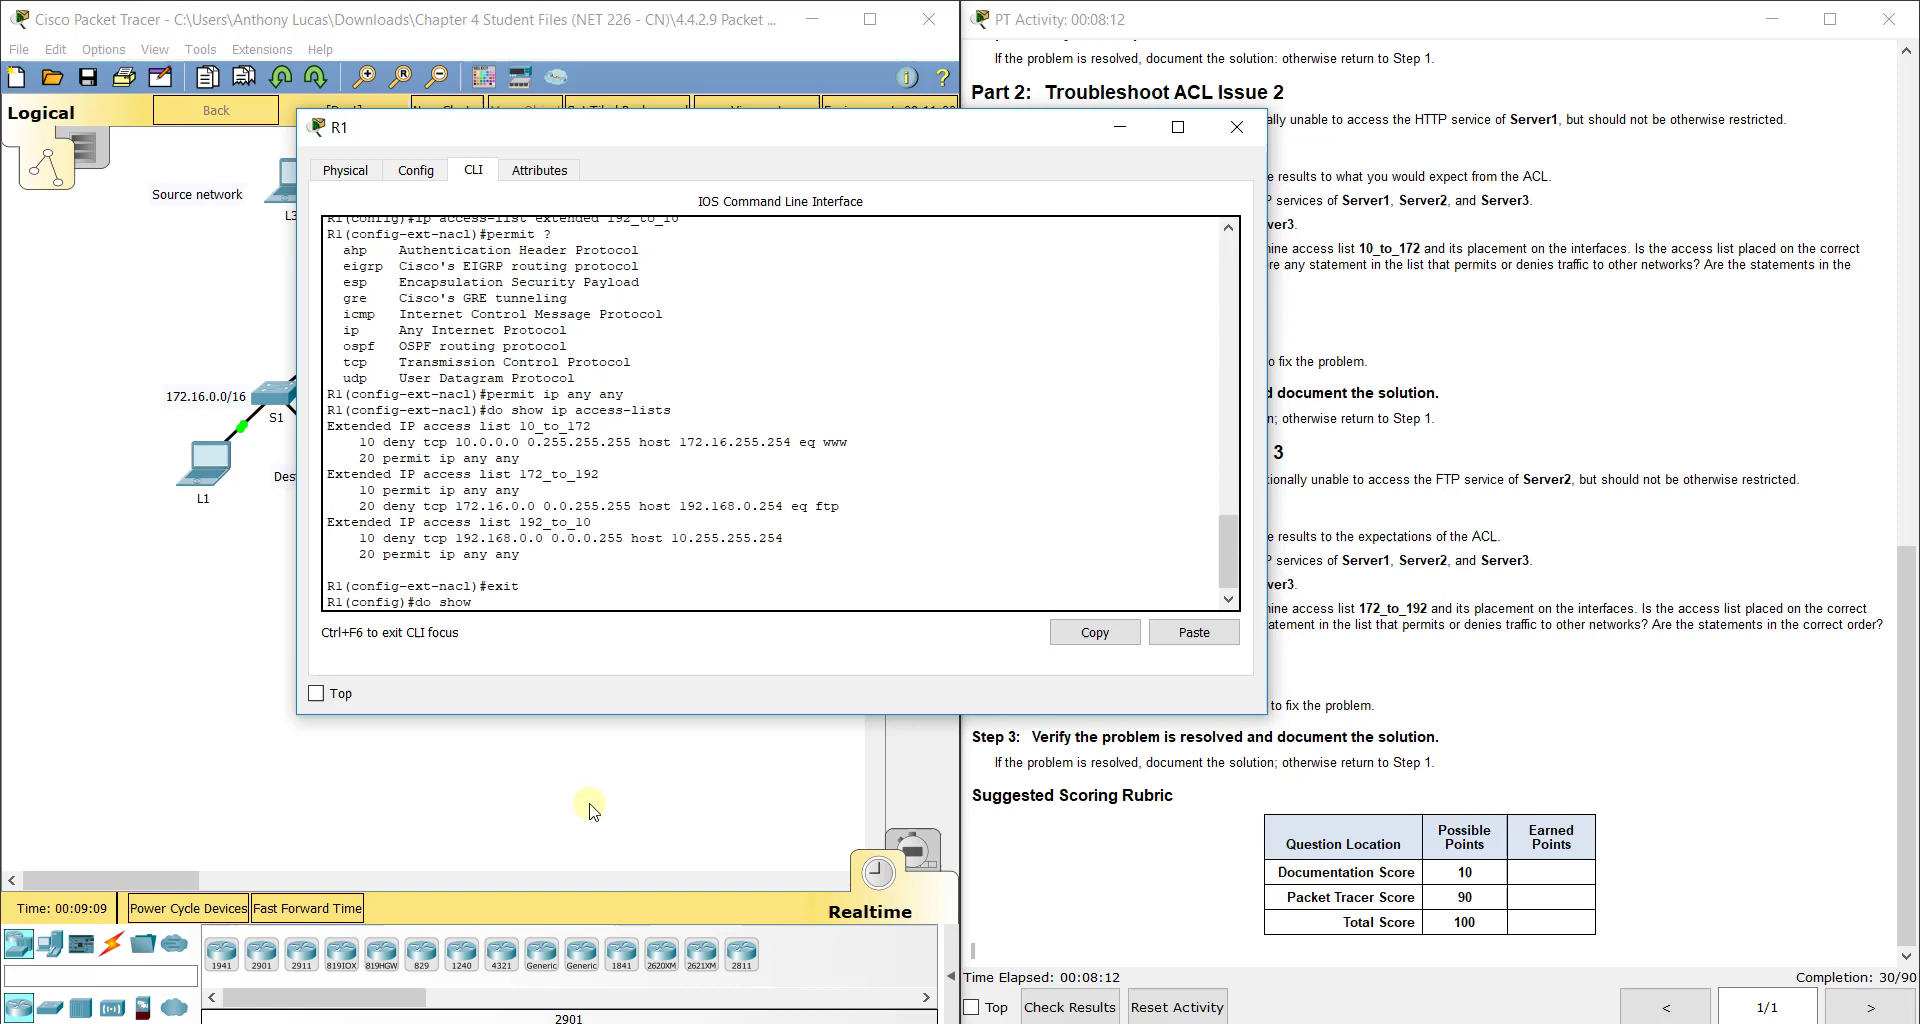 Cisco Packet Tracer - C:\Users\Anthony Lucas\Downloads\Chapter 4 Student Files (NET 226 - CN)\4.4.2.9 Packet ...
File Edit Options View Tools Extensions Help
Logical
Back
Source network
172.16.0.0/16
S1
L1
Des
R1
Physical Config CLI Attributes
IOS Command Line Interface
R1(config)#ip access-list extended 192_to_10
R1(config-ext-nacl)#permit ?
ahp Authentication Header Protocol
eigrp Cisco's EIGRP routing protocol
esp Encapsulation Security Payload
gre Cisco's GRE tunneling
icmp Internet Control Message Protocol
ip Any Internet Protocol
ospf OSPF routing protocol
tcp Transmission Control Protocol
udp User Datagram Protocol
R1(config-ext-nacl)#permit ip any any
R1(config-ext-nacl)#do show ip access-lists
Extended IP access list 10_to_172
10 deny tcp 10.0.0.0 0.255.255.255 host 172.16.255.254 eq www
20 permit ip any any
Extended IP access list 172_to_192
10 permit ip any any
20 deny tcp 172.16.0.0 0.0.255.255 host 192.168.0.254 eq ftp
Extended IP access list 192_to_10
10 deny tcp 192.168.0.0 0.0.0.255 host 10.255.255.254
20 permit ip any any
R1(config-ext-nacl)#exit
R1(config)#do show
Ctrl+F6 to exit CLI focus
Copy Paste
Top
Time: 00:09:09 Power Cycle Devices Fast Forward Time
Realtime
1941 2901 2911 819IOX 819HGW 829 1240 4321 Generic Generic 1841 2620XM 2621XM 2811
2901
PT Activity: 00:08:12
If the problem is resolved, document the solution: otherwise return to Step 1.
Part 2: Troubleshoot ACL Issue 2
ally unable to access the HTTP service of Server1, but should not be otherwise restricted.
e results to what you would expect from the ACL.
P services of Server1, Server2, and Server3.
ver3.
ine access list 10_to_172 and its placement on the interfaces. Is the access list placed on the correct
re any statement in the list that permits or denies traffic to other networks? Are the statements in the
o fix the problem.
d document the solution.
n; otherwise return to Step 1.
3
ionally unable to access the FTP service of Server2, but should not be otherwise restricted.
e results to the expectations of the ACL.
P services of Server1, Server2, and Server3.
ver3.
ine access list 172_to_192 and its placement on the interfaces. Is the access list placed on the correct
atement in the list that permits or denies traffic to other networks? Are the statements in the correct order?
to fix the problem.
Step 3: Verify the problem is resolved and document the solution.
If the problem is resolved, document the solution; otherwise return to Step 1.
Suggested Scoring Rubric
Question Location Possible Points Earned Points
Documentation Score 10
Packet Tracer Score 90
Total Score 100
Time Elapsed: 00:08:12 Completion: 30/90
Top Check Results Reset Activity < 1/1 >